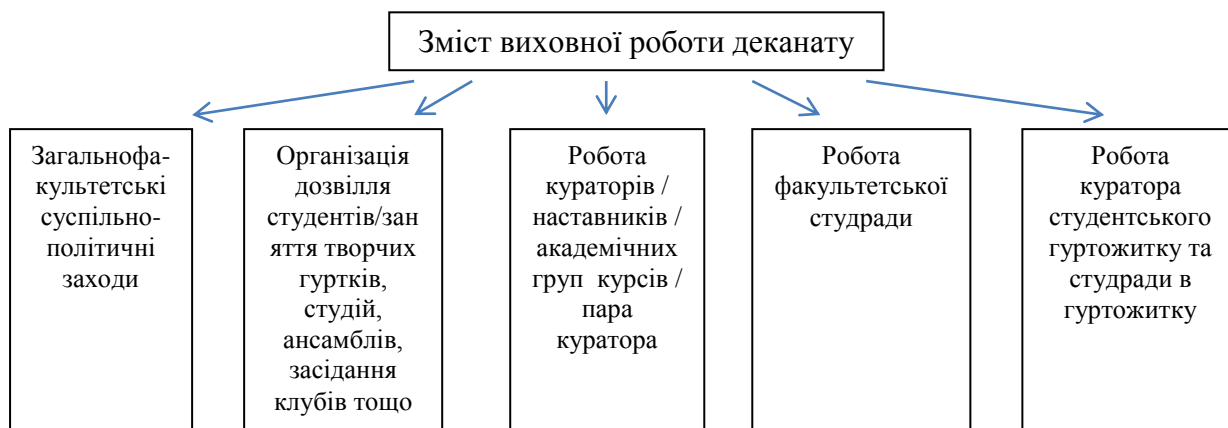 Зміст виховної роботи деканату
Загальнофа-
культетські
суспільно-
політичні
заходи
Організація
дозвілля
студентів/зан
яття творчих
гуртків,
студій,
ансамблів,
засідання
клубів тощо
Робота
кураторів /
наставників /
академічних
груп курсів /
пара
куратора
Робота
факультетської
студради
Робота
куратора
студентського
гуртожитку та
студради в
гуртожитку